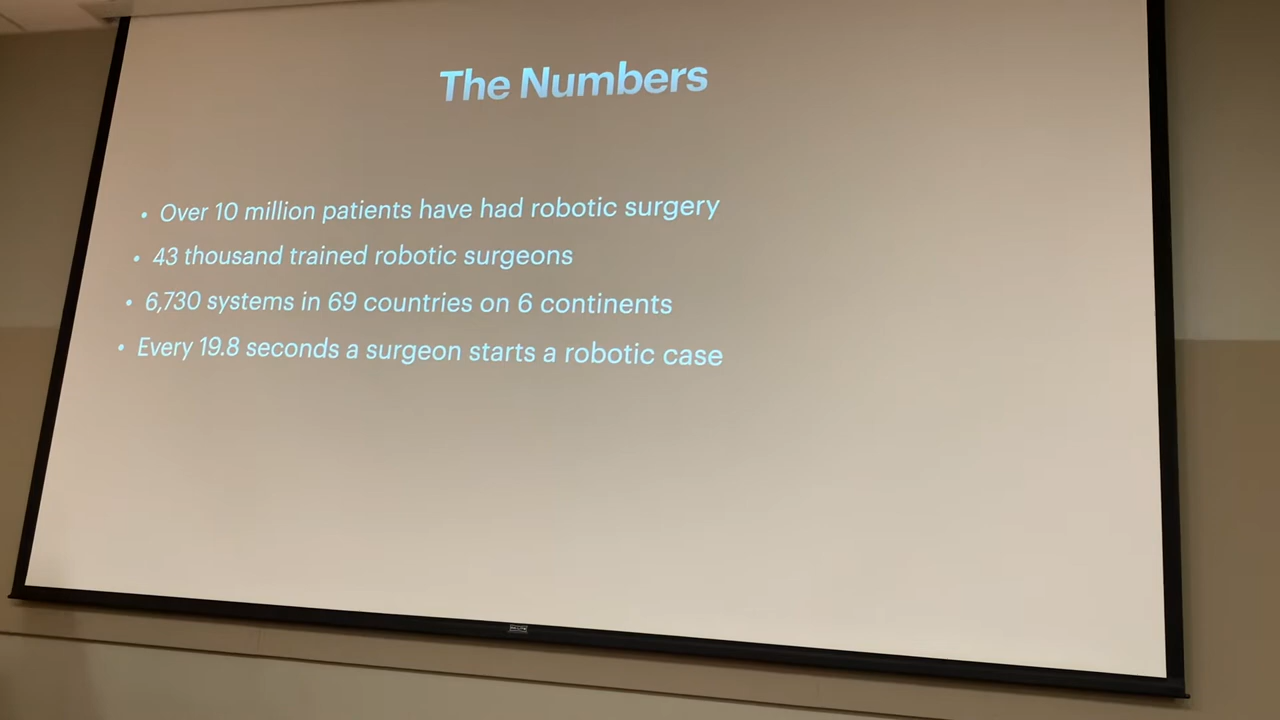 The Numbers
• Over 10 million patients have had robotic surgery
• 43 thousand trained robotic surgeons
• 6,730 systems in 69 countries on 6 continents
• Every 19.8 seconds a surgeon starts a robotic case